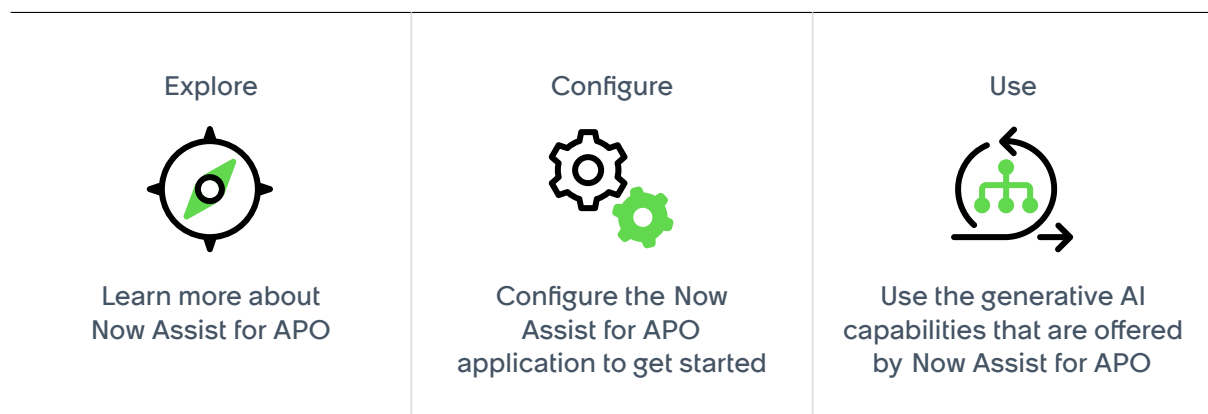 Explore
Learn more about
Now Assist for APO
Configure
Configure the Now
Assist for APO
application to get started
Use
Use the generative AI
capabilities that are offered
by Now Assist for APO